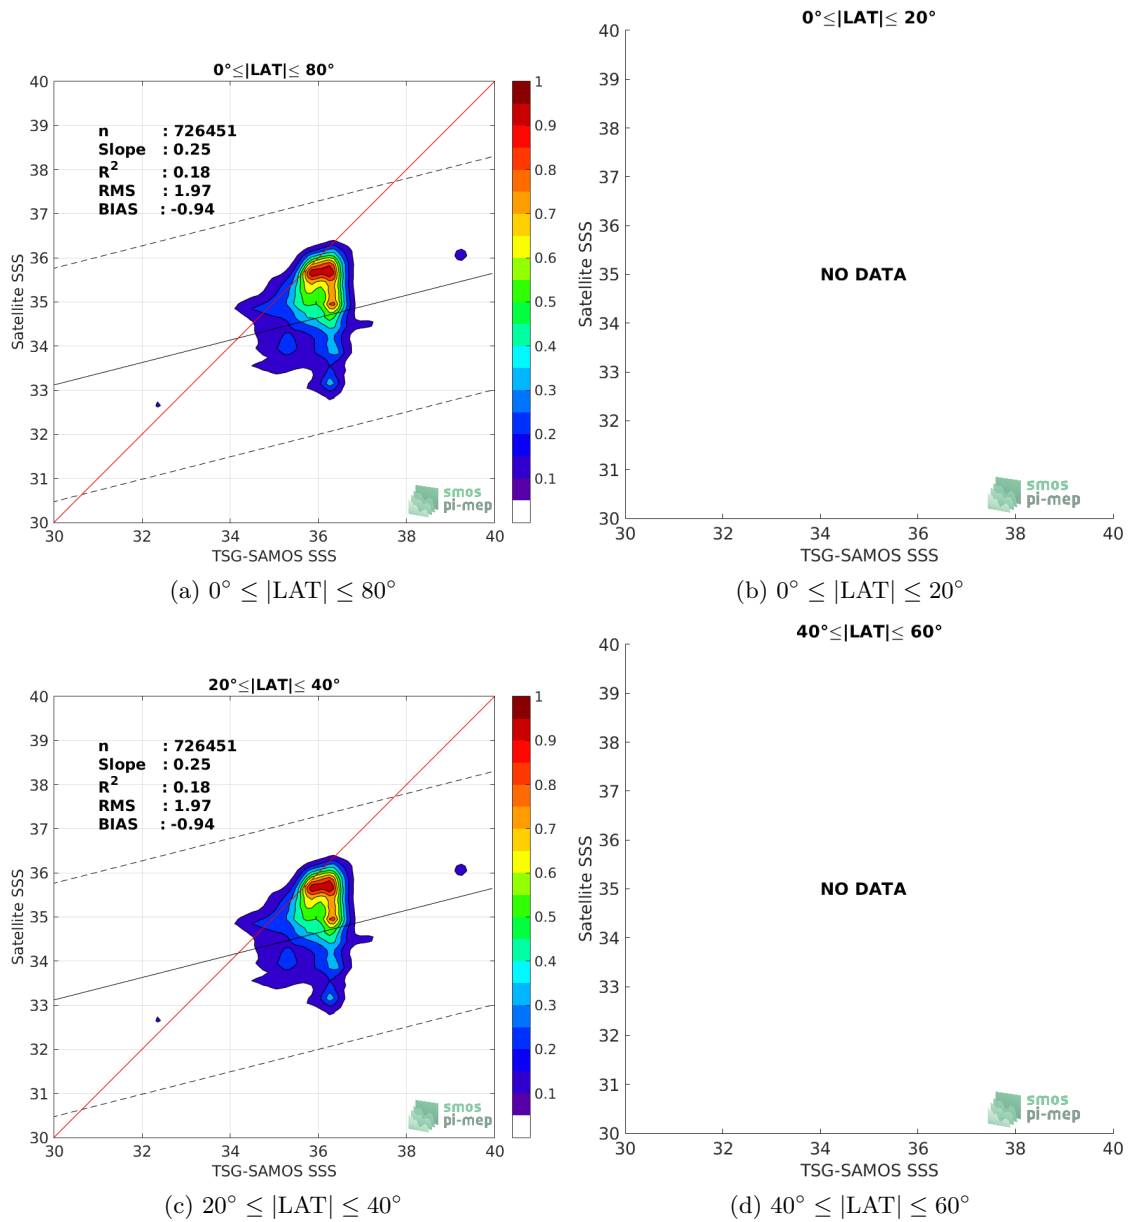 0°≤|LAT|≤ 80°
40
39
38
37
36
35
34
33
32
31
30
Satellite SSS
n : 726451
Slope : 0.25
R2 : 0.18
RMS : 1.97
BIAS : -0.94
smos
pi-mep
30 32 34 36 38 40
TSG-SAMOS SSS
1
0.9
0.8
0.7
0.6
0.5
0.4
0.3
0.2
0.1
(a) 0° ≤ |LAT| ≤ 80°
0°≤|LAT|≤ 20°
40
39
38
37
36
35
34
33
32
31
30
Satellite SSS
NO DATA
smos
pi-mep
30 32 34 36 38 40
TSG-SAMOS SSS
(b) 0° ≤ |LAT| ≤ 20°
20°≤|LAT|≤ 40°
40
39
38
37
36
35
34
33
32
31
30
Satellite SSS
n : 726451
Slope : 0.25
R2 : 0.18
RMS : 1.97
BIAS : -0.94
smos
pi-mep
30 32 34 36 38 40
TSG-SAMOS SSS
1
0.9
0.8
0.7
0.6
0.5
0.4
0.3
0.2
0.1
(c) 20° ≤ |LAT| ≤ 40°
40°≤|LAT|≤ 60°
40
39
38
37
36
35
34
33
32
31
30
Satellite SSS
NO DATA
smos
pi-mep
30 32 34 36 38 40
TSG-SAMOS SSS
(d) 40° ≤ |LAT| ≤ 60°